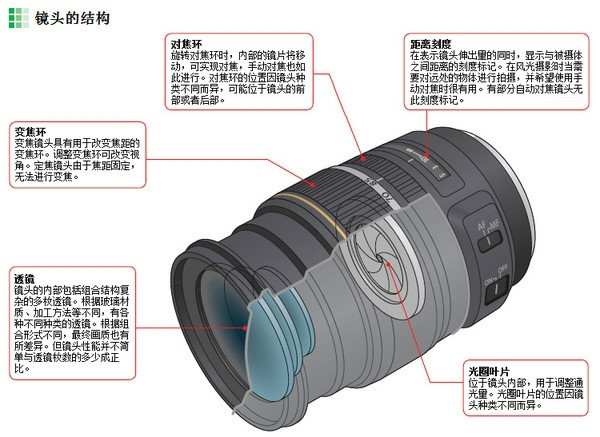 镜头的结构
对焦环
旋转对焦环时，内部的镜片将移
动，可实现对焦，手动对焦也如
此进行。对焦环的位置因镜头种
类不同而异，可能位于镜头的前
部或者后部。
距离刻度
在表示镜头伸出量的同时，显示与被摄体
之间距离的刻度标记。在风光摄影时当需
要对远处的物体进行拍摄，并希望使用手
动对焦时很有用。有部分自动对焦镜头无
此刻度标记。
变焦环
变焦镜头具有用于改变焦距的
变焦环。调整变焦环可改变视
角。定焦镜头由于焦距固定，
无法进行变焦。
透镜
镜头的内部包括组合结构复
杂的多枚透镜。根据玻璃材
质、加工方法等不同，有各
种不同种类的透镜。根据组
合形式不同，最终画质也有
所差异。但镜头性能并不简
单与透镜枚数的多少成正
比。
光圈叶片
位于镜头内部，用于调整通
光量。光圈叶片的位置因镜
头种类不同而异。
AF
MF
ON
OFF
35
70